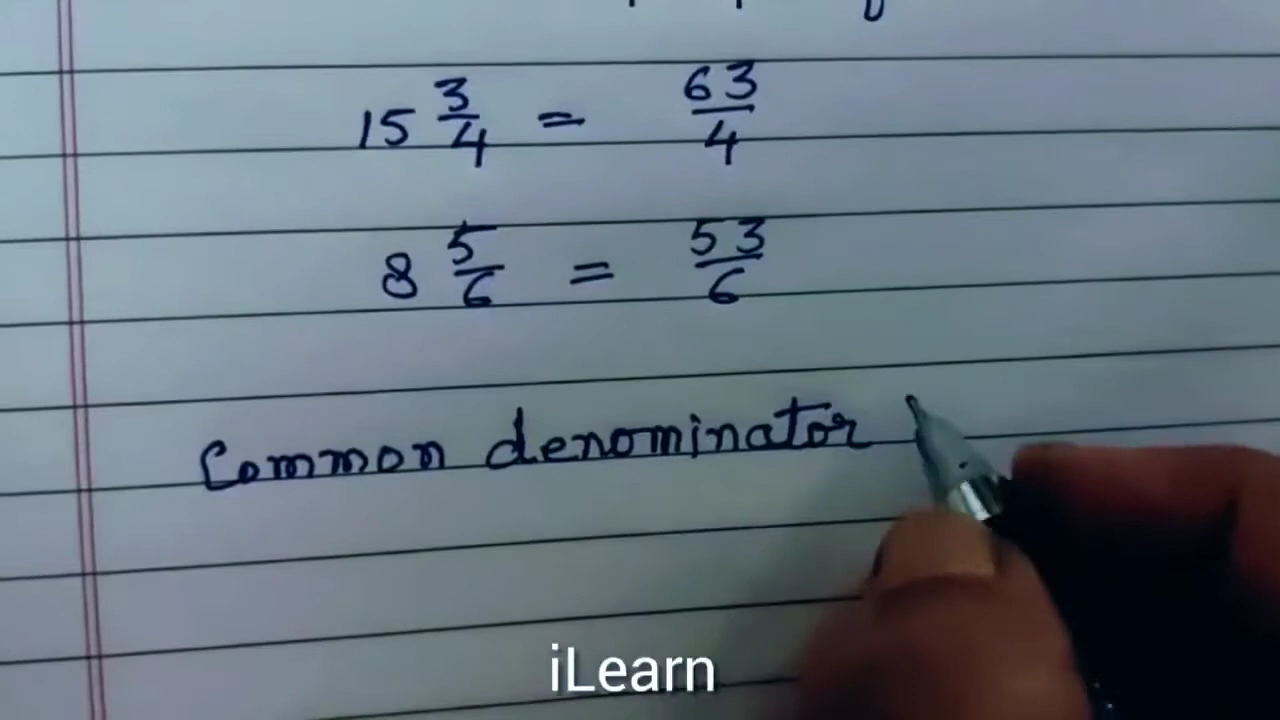 15 3/4 = 63/4
8 5/6 = 53/6
Common denominator
iLearn